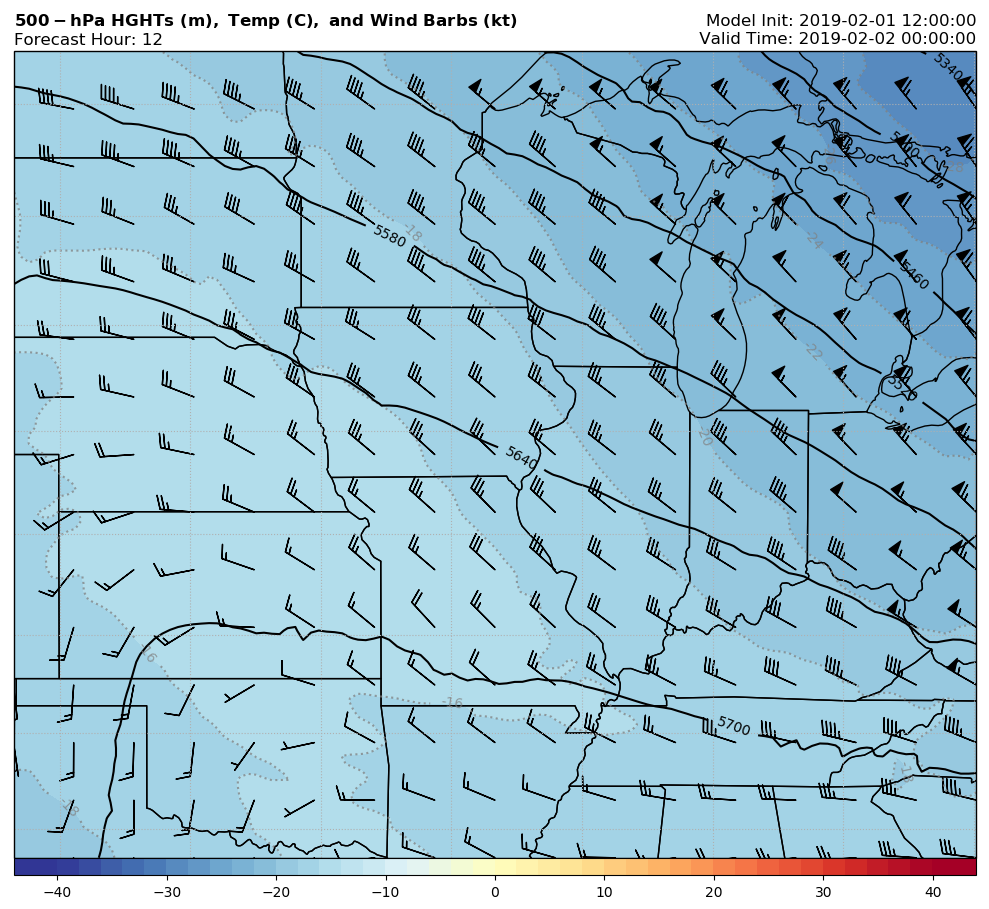 500 − hPa HGHTs (m), Temp (C), and Wind Barbs (kt)
Model Init: 2019-02-01 12:00:00
Forecast Hour: 12
Valid Time: 2019-02-02 00:00:00
5340
5580
-18
-24
5460
-22
5520
-20
5640
-16
-16
5700
-18
-18
−40 −30 −20 −10 0 10 20 30 40